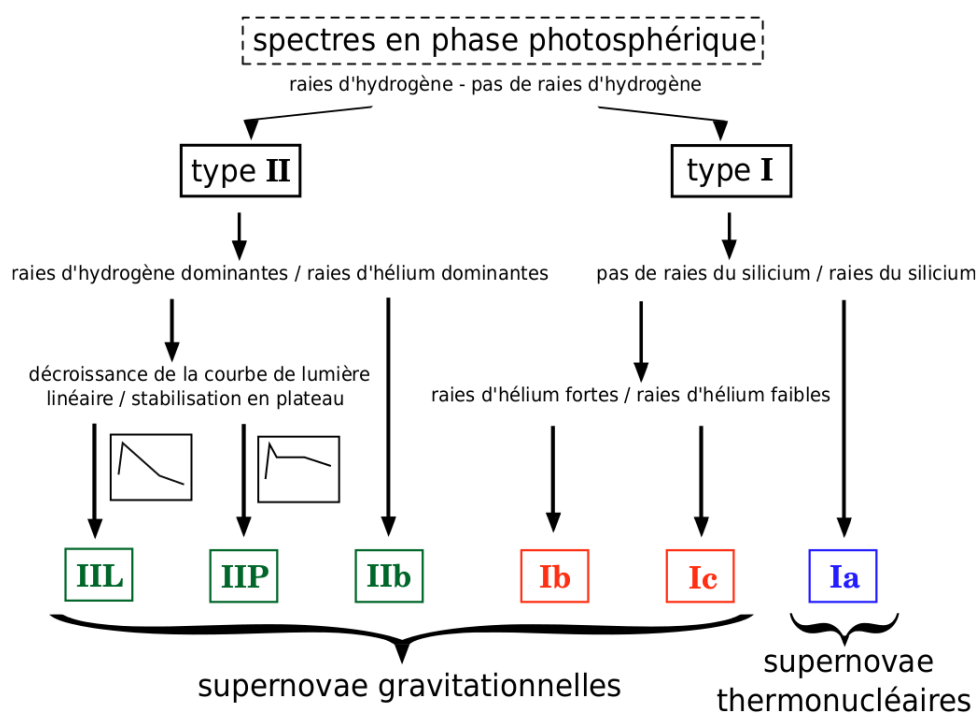 spectres en phase photosphérique
raies d'hydrogène - pas de raies d'hydrogène
type II
type I
raies d'hydrogène dominantes / raies d'hélium dominantes
pas de raies du silicium / raies du silicium
décroissance de la courbe de lumière
linéaire / stabilisation en plateau
raies d'hélium fortes / raies d'hélium faibles
IIL
IIP
IIb
Ib
Ic
Ia
supernovae gravitationnelles
supernovae
thermonucléaires